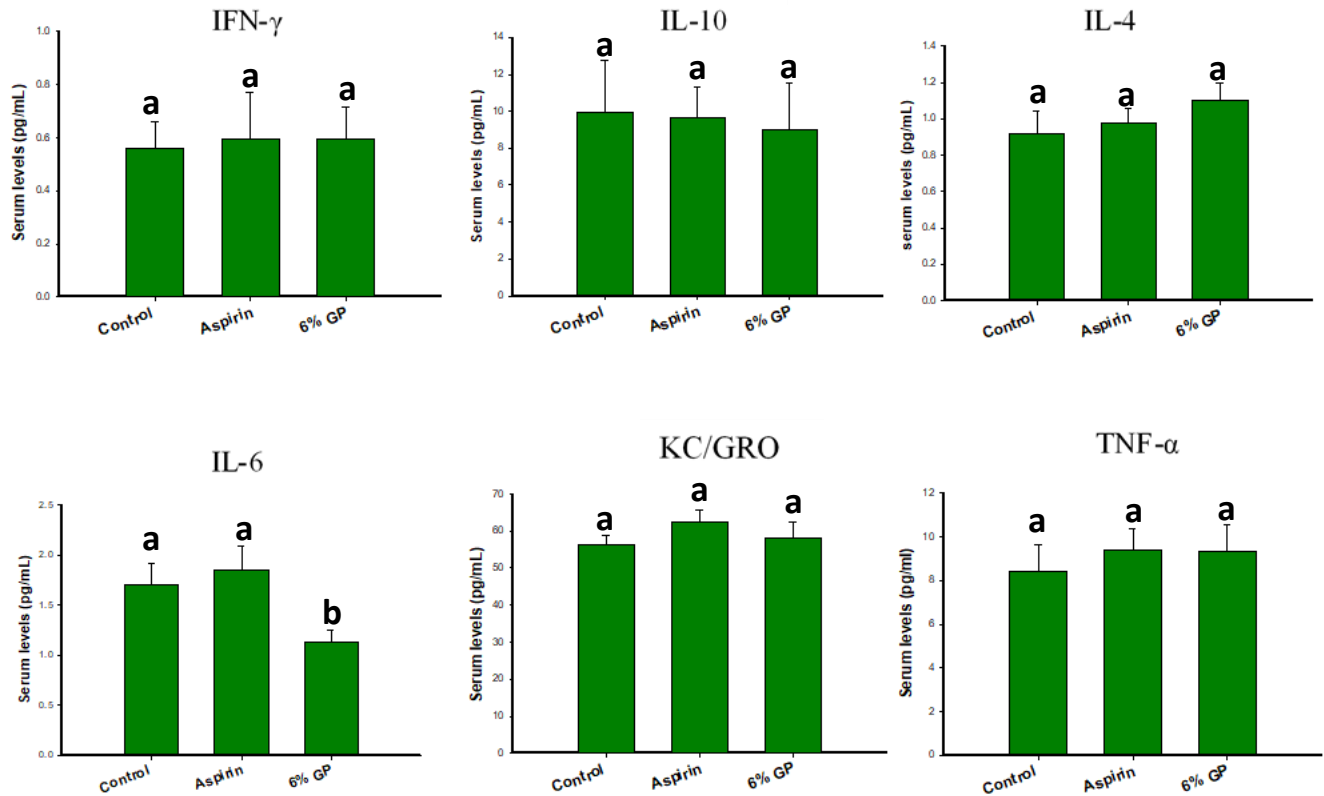 IFN-γ
Serum levels (pg/mL)
1.0
0.8
0.6
0.4
0.2
0.0
a
a
a
Control
Aspirin
6% GP
IL-10
Serum levels (pg/mL)
14
12
10
8
6
4
2
0
a
a
a
Control
Aspirin
6% GP
IL-4
serum levels (pg/mL)
1.4
1.2
1.0
0.8
0.6
0.4
0.2
0.0
a
a
a
Control
Aspirin
6% GP
IL-6
Serum levels (pg/mL)
2.5
2.0
1.5
1.0
0.5
0.0
a
a
b
Control
Aspirin
6% GP
KC/GRO
Serum levels (pg/mL)
70
60
50
40
30
20
10
0
a
a
a
Control
Aspirin
6% GP
TNF-α
Serum levels (pg/ml)
12
10
8
6
4
2
0
a
a
a
Control
Aspirin
6% GP